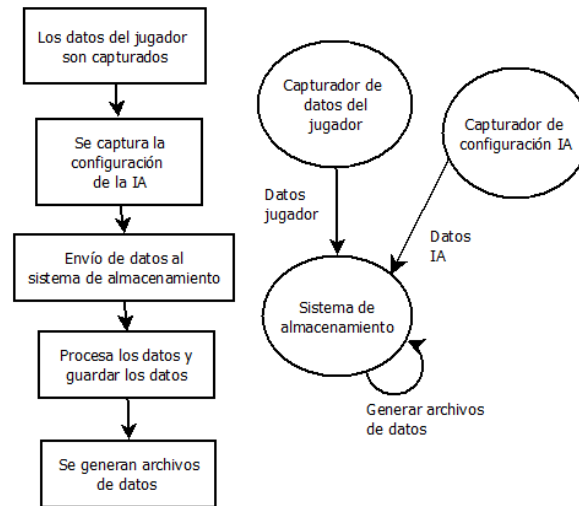 Los datos del jugador
son capturados
Se captura la
configuración
de la IA
Envío de datos al
sistema de almacenamiento
Procesa los datos y
guardar los datos
Se generan archivos
de datos
Capturador de
datos del
jugador
Capturador de
configuración IA
Datos
jugador
Datos
IA
Sistema de
almacenamiento
Generar archivos
de datos